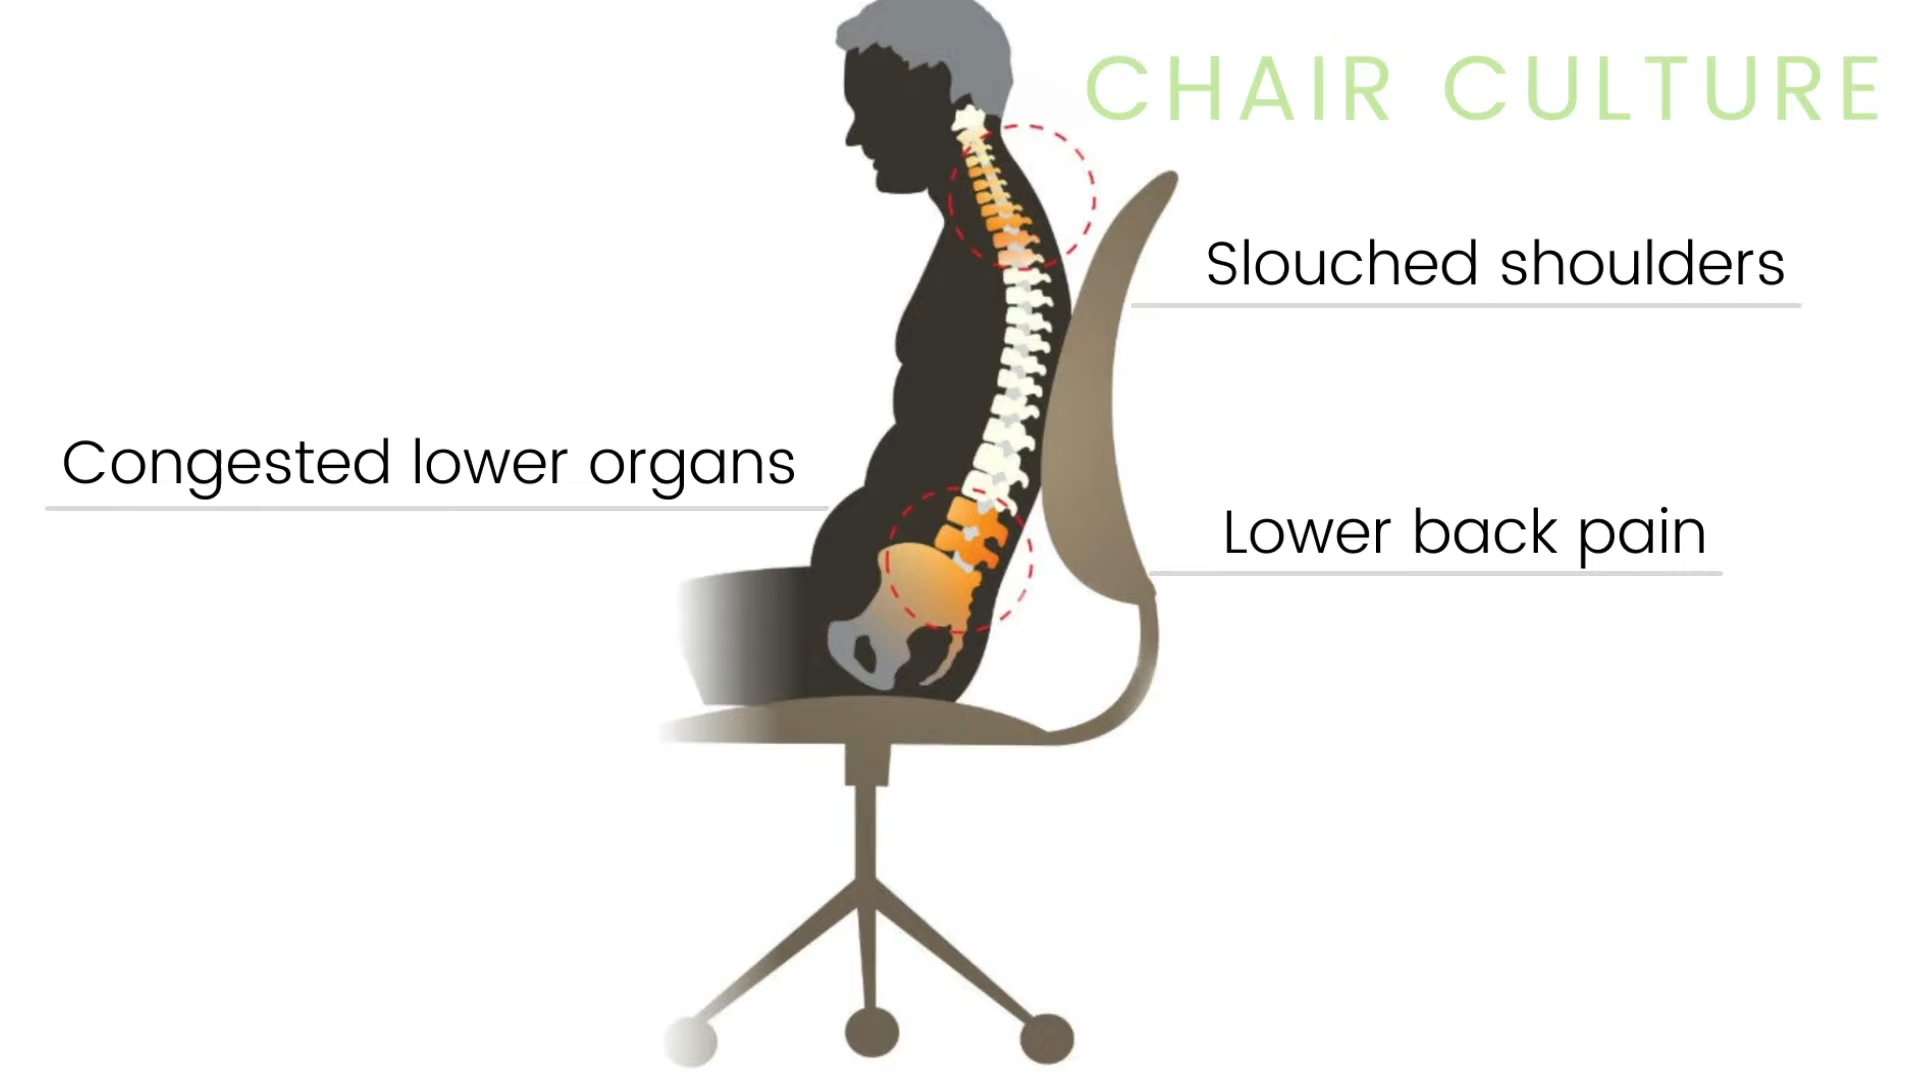 CHAIR CULTURE
Slouched shoulders
Congested lower organs
Lower back pain